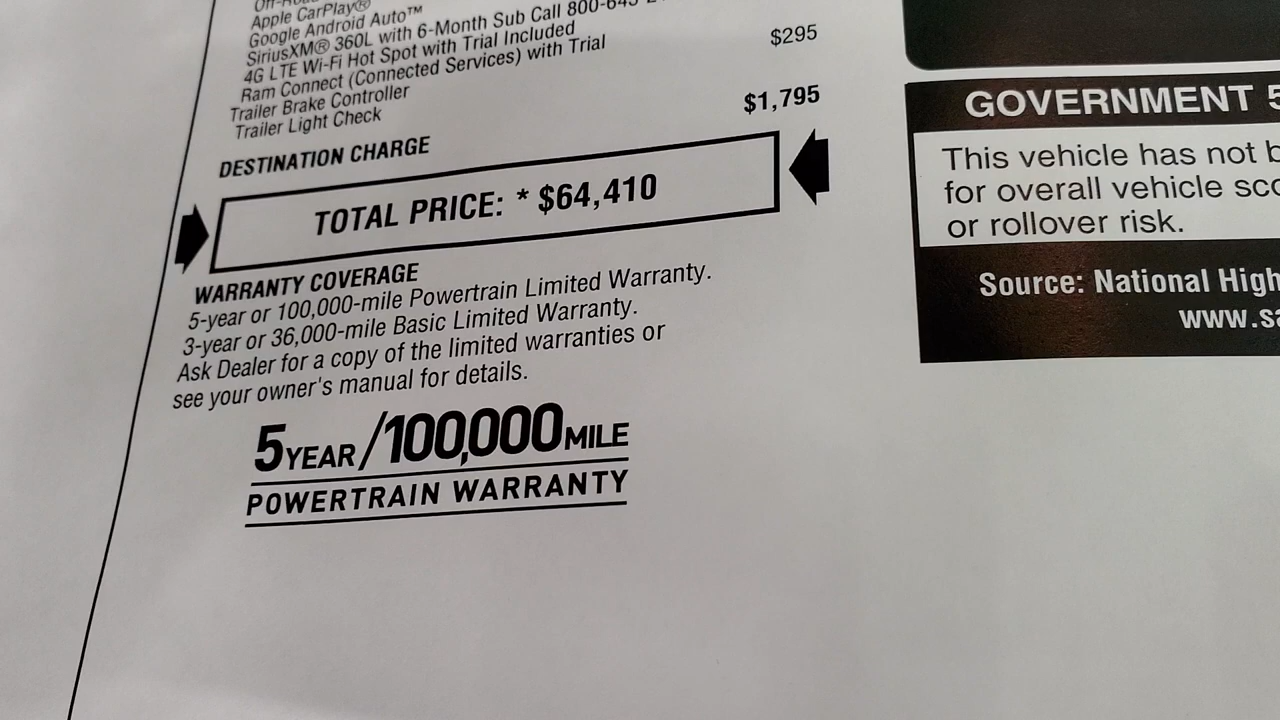 Apple CarPlay®
Google Android Auto™
SiriusXM® 360L with 6-Month Sub Call
4G LTE Wi-Fi Hot Spot with Trial Included
Ram Connect (Connected Services) with Trial
Trailer Brake Controller $295
Trailer Light Check
DESTINATION CHARGE $1,795
TOTAL PRICE: * $64,410
WARRANTY COVERAGE
5-year or 100,000-mile Powertrain Limited Warranty.
3-year or 36,000-mile Basic Limited Warranty.
Ask Dealer for a copy of the limited warranties or
see your owner's manual for details.
5YEAR/100,000MILE
POWERTRAIN WARRANTY
GOVERNMENT 5
This vehicle has not b
for overall vehicle sco
or rollover risk.
Source: National High
www.sa